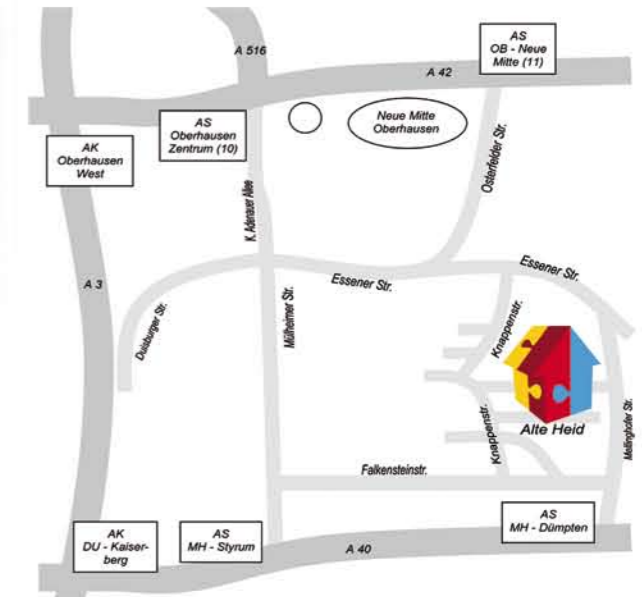 A 516
AS
OB - Neue
Mitte (11)
A 42
AS
Oberhausen
Zentrum (10)
Neue Mitte
Oberhausen
AK
Oberhausen
West
Osterfelder Str.
K. Adenauer Allee
A 3
Essener Str.
Essener Str.
Duisburger Str.
Mülheimer Str.
Knappenstr.
Alte Heid
Knappenstr.
Mellinghofer Str.
Falkensteinstr.
AK
DU - Kaiser-
berg
AS
MH - Styrum
A 40
AS
MH - Dümpten